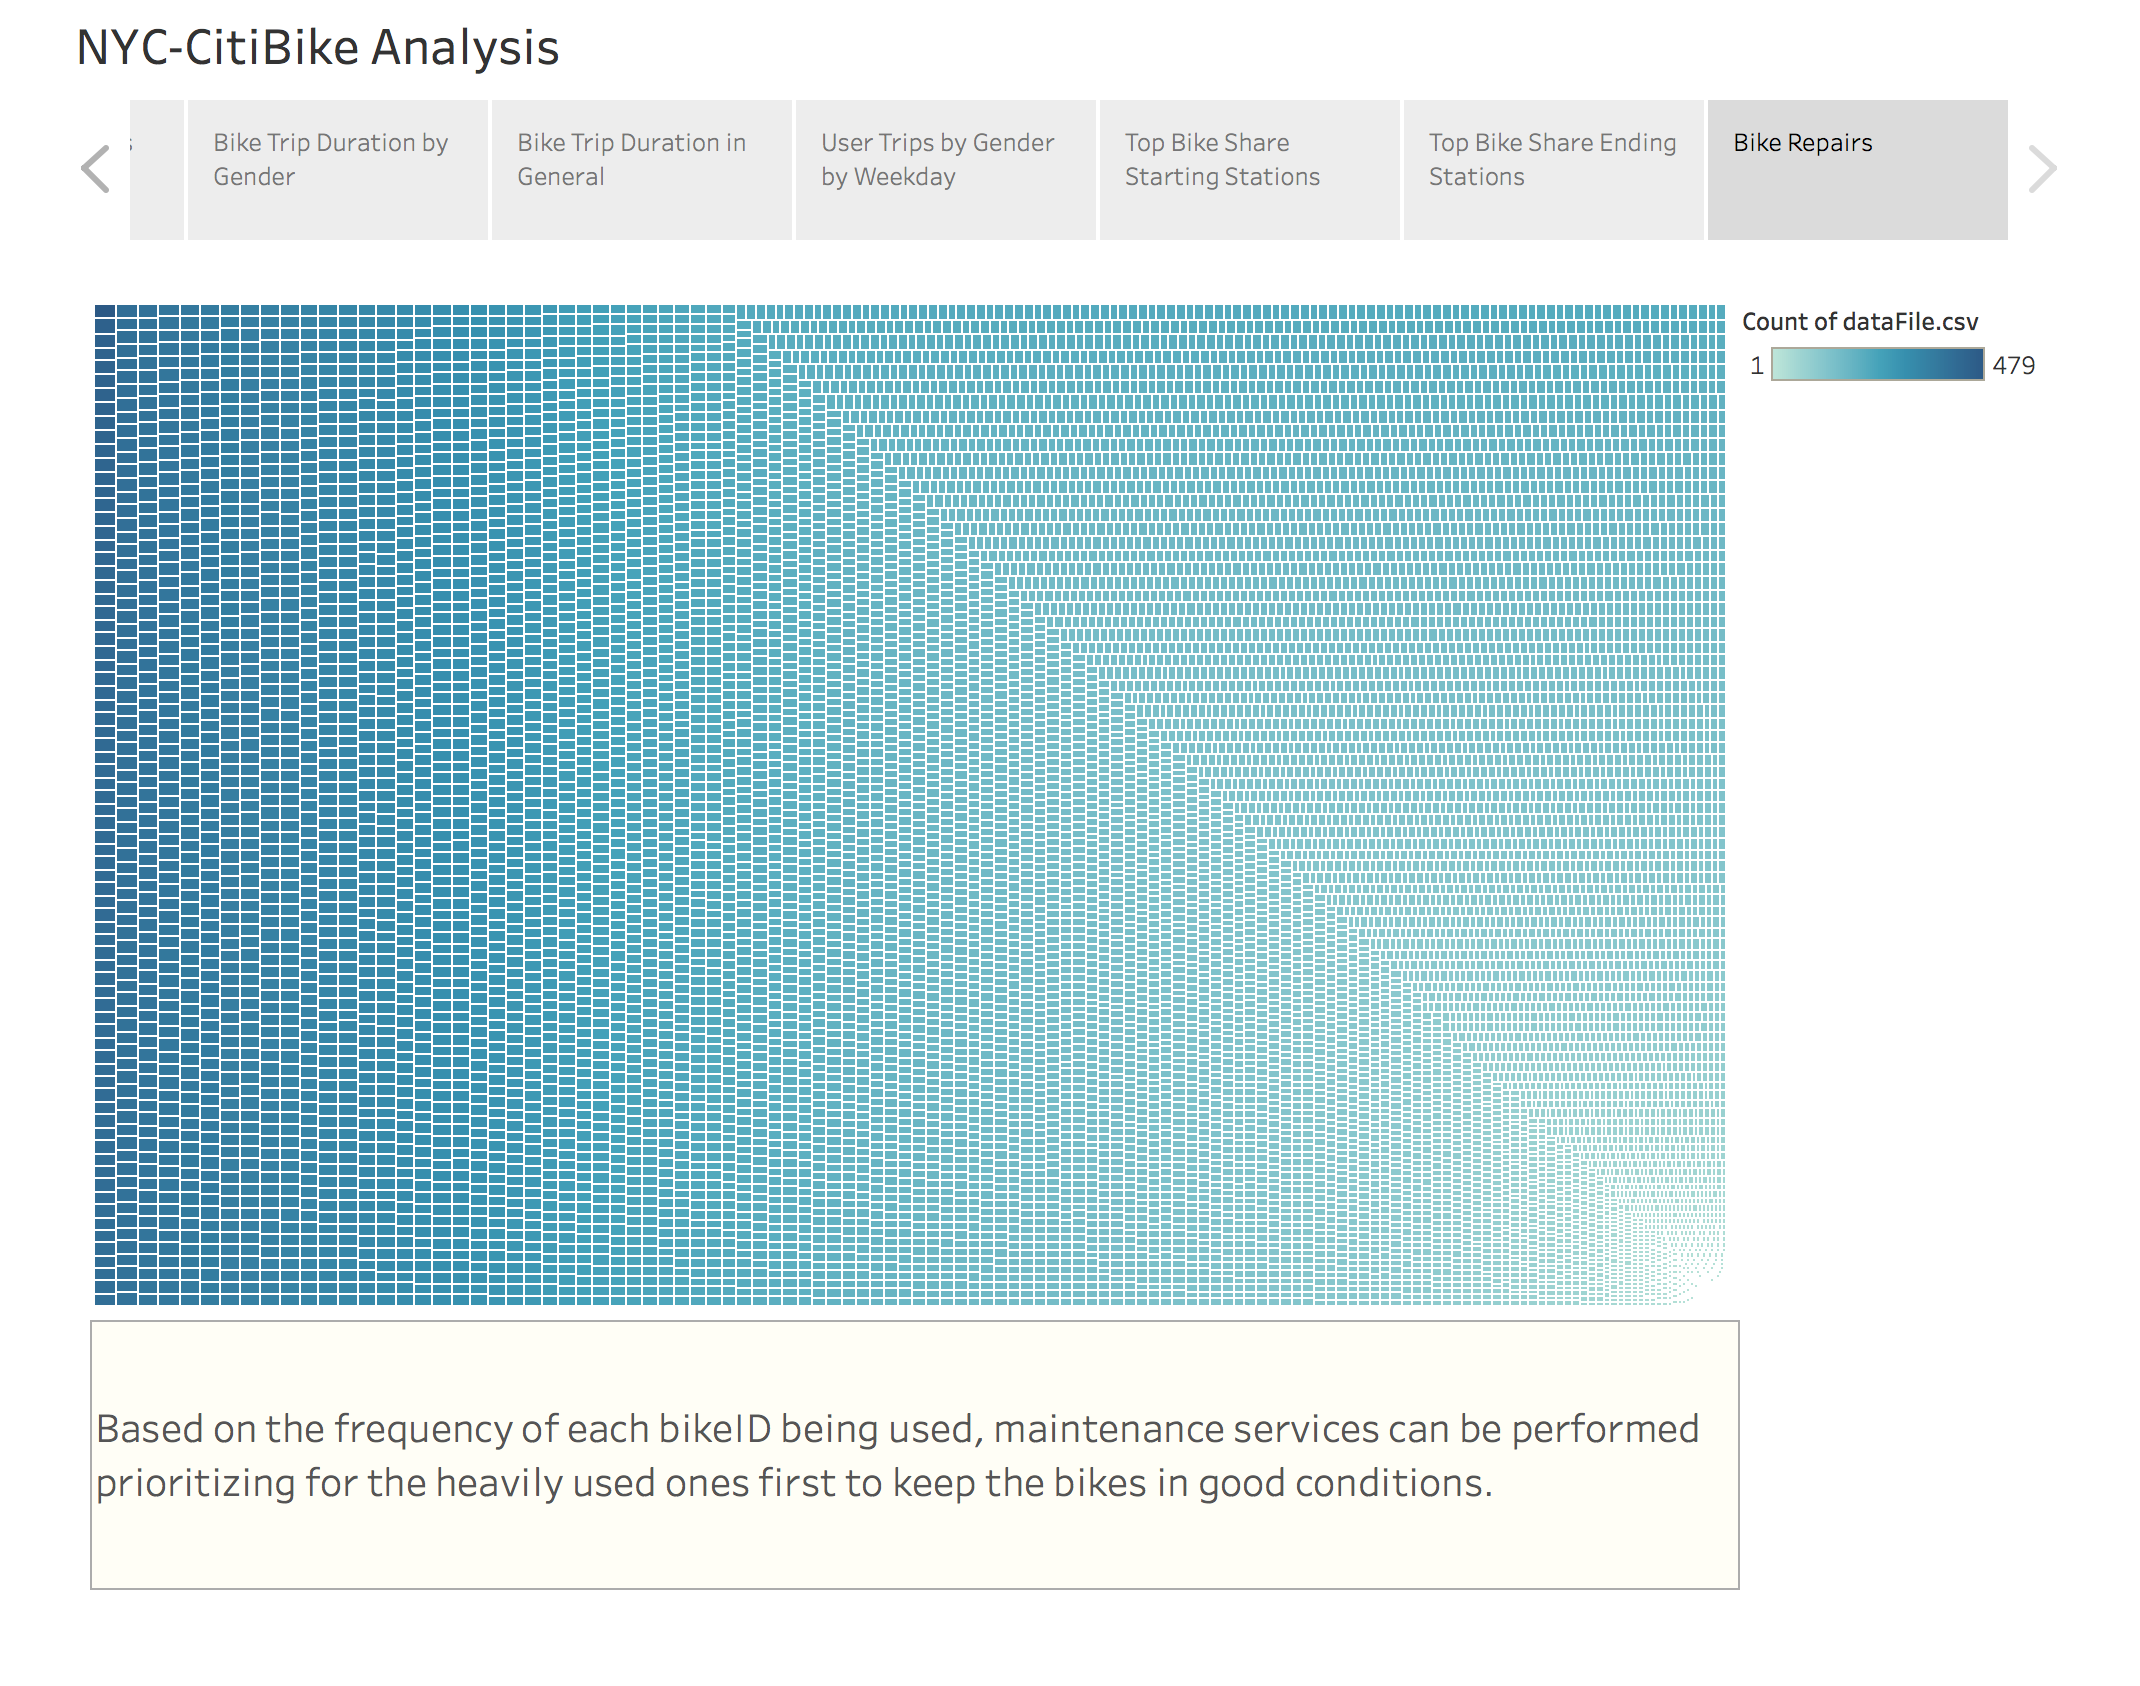 NYC-CitiBike Analysis
Bike Trip Duration by
Gender
Bike Trip Duration in
General
User Trips by Gender
by Weekday
Top Bike Share
Starting Stations
Top Bike Share Ending
Stations
Bike Repairs
Count of dataFile.csv
1
479
Based on the frequency of each bikeID being used, maintenance services can be performed
prioritizing for the heavily used ones first to keep the bikes in good conditions.